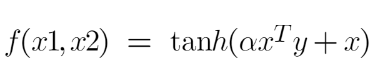 f(x1, x2) = tanh(αx^T y + x)